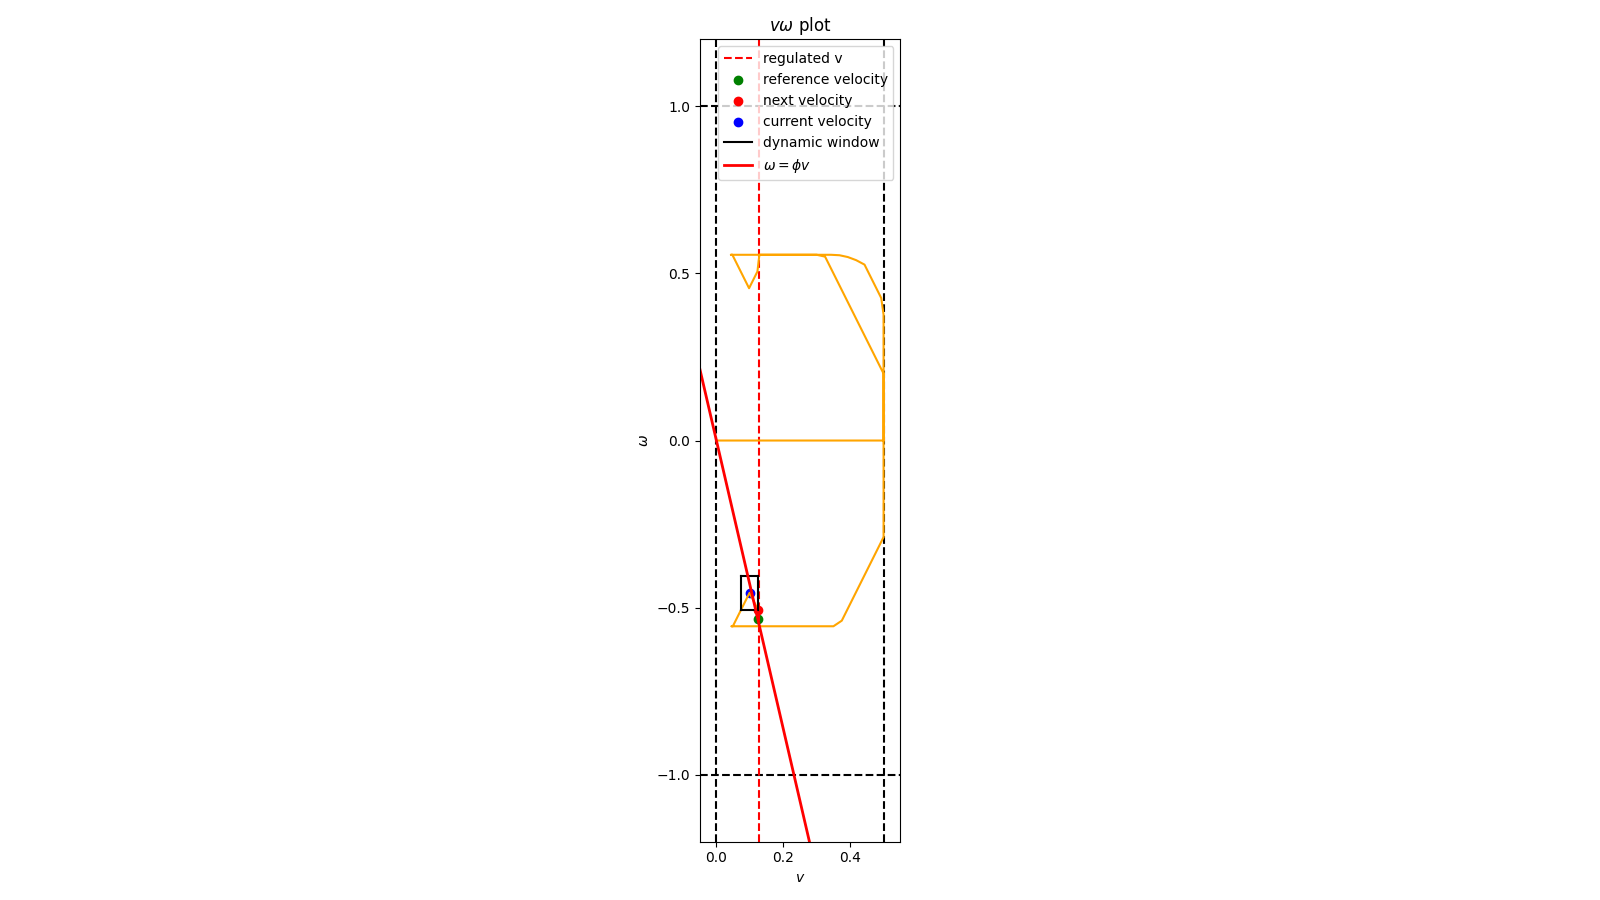 vω plot
regulated v
reference velocity
next velocity
current velocity
dynamic window
ω = ϕv
1.0
0.5
0.0
−0.5
−1.0
ω
0.0 0.2 0.4
v